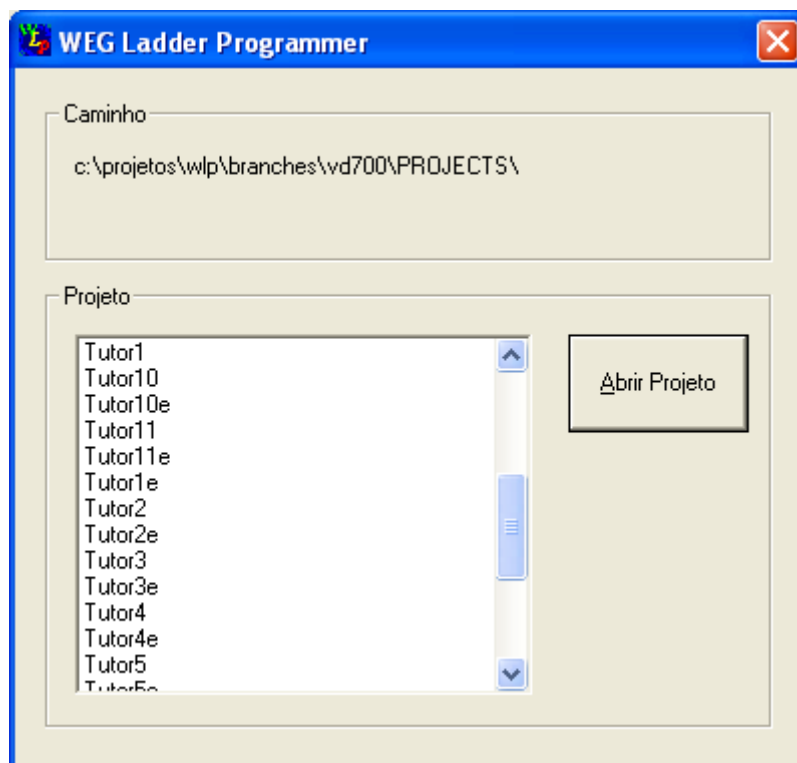 WEG Ladder Programmer
Caminho
c:\projetos\wlp\branches\vd700\PROJECTS\
Projeto
Tutor1
Tutor10
Tutor10e
Tutor11
Tutor11e
Tutor1e
Tutor2
Tutor2e
Tutor3
Tutor3e
Tutor4
Tutor4e
Tutor5
Abrir Projeto